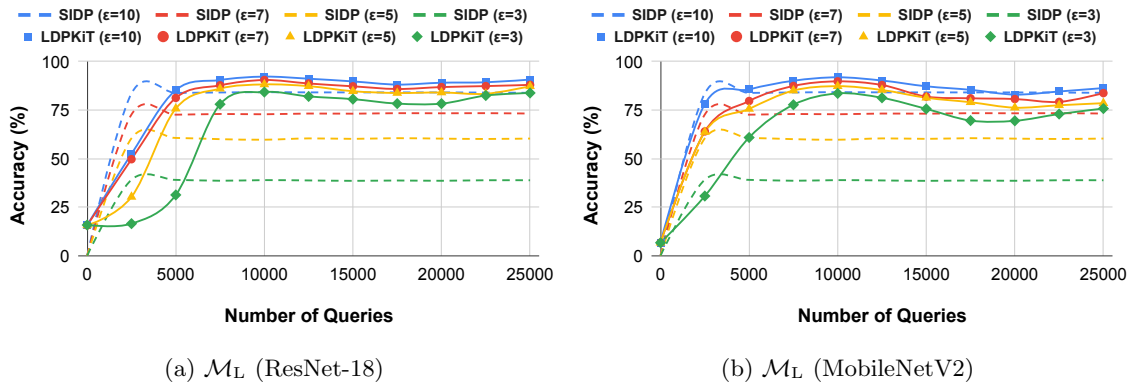 SIDP (ε=10) SIDP (ε=7) SIDP (ε=5) SIDP (ε=3)
LDPKiT (ε=10) LDPKiT (ε=7) LDPKiT (ε=5) LDPKiT (ε=3)
100
75
50
25
0
Accuracy (%)
0 5000 10000 15000 20000 25000
Number of Queries
(a) ℳL (ResNet-18)
SIDP (ε=10) SIDP (ε=7) SIDP (ε=5) SIDP (ε=3)
LDPKiT (ε=10) LDPKiT (ε=7) LDPKiT (ε=5) LDPKiT (ε=3)
100
75
50
25
0
Accuracy (%)
0 5000 10000 15000 20000 25000
Number of Queries
(b) ℳL (MobileNetV2)